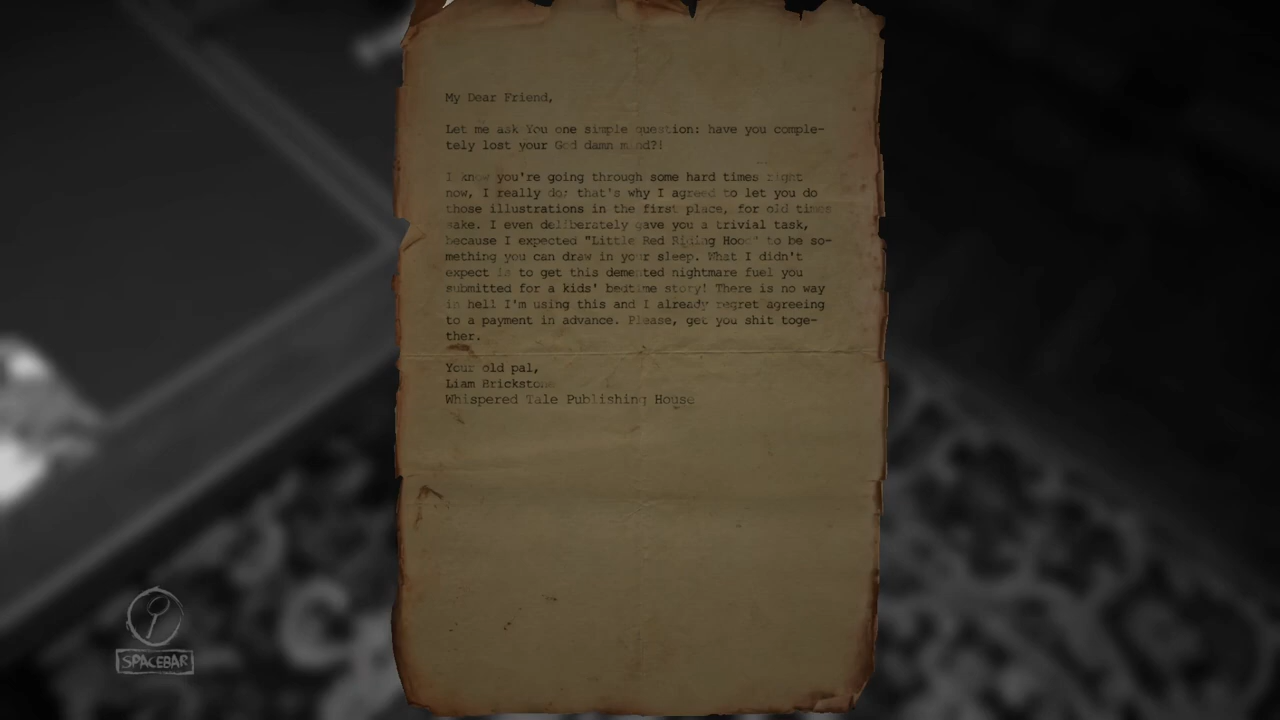 My Dear Friend,
Let me ask You one simple question: have you comple-
tely lost your God damn mind?!
I know you're going through some hard times right
now, I really do; that's why I agreed to let you do
those illustrations in the first place, for old times
sake. I even deliberately gave you a trivial task,
because I expected "Little Red Riding Hood" to be so-
mething you can draw in your sleep. What I didn't
expect is to get this demented nightmare fuel you
submitted for a kids' bedtime story! There is no way
in hell I'm using this and I already regret agreeing
to a payment in advance. Please, get you shit toge-
ther.
Your old pal,
Liam Brickstone
Whispered Tale Publishing House
SPACEBAR